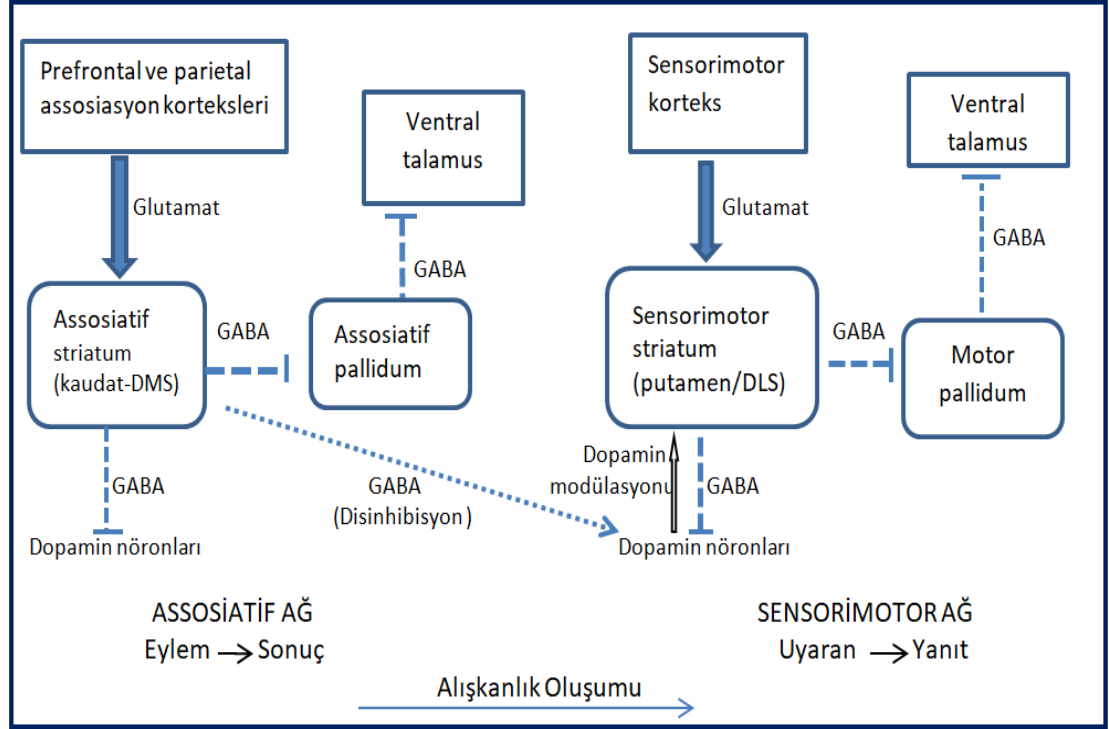 Prefrontal ve parietal
assosiasyon korteksleri
Ventral
talamus
Glutamat
GABA
Assosiatif
striatum
(kaudat-DMS)
GABA
Assosiatif
pallidum
GABA
Dopamin nöronları
GABA
(Disinhibisyon )
Sensorimotor
korteks
Ventral
talamus
Glutamat
GABA
Sensorimotor
striatum
(putamen/DLS)
GABA
Motor
pallidum
Dopamin
modülasyonu
GABA
Dopamin nöronları
ASSOSİATİF AĞ
Eylem → Sonuç
SENSORİMOTOR AĞ
Uyaran → Yanıt
Alışkanlık Oluşumu